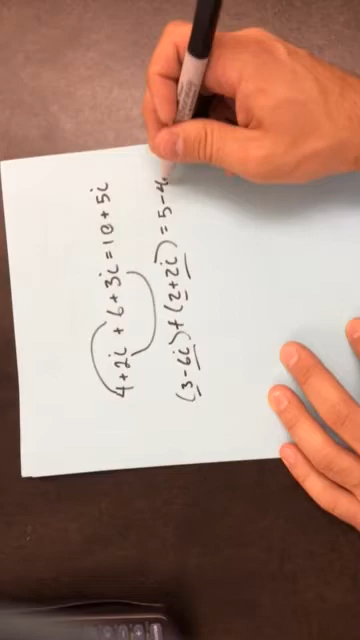 4+2i + 6+3i = 10+5i
(3-6i)+(2+2i) = 5-4